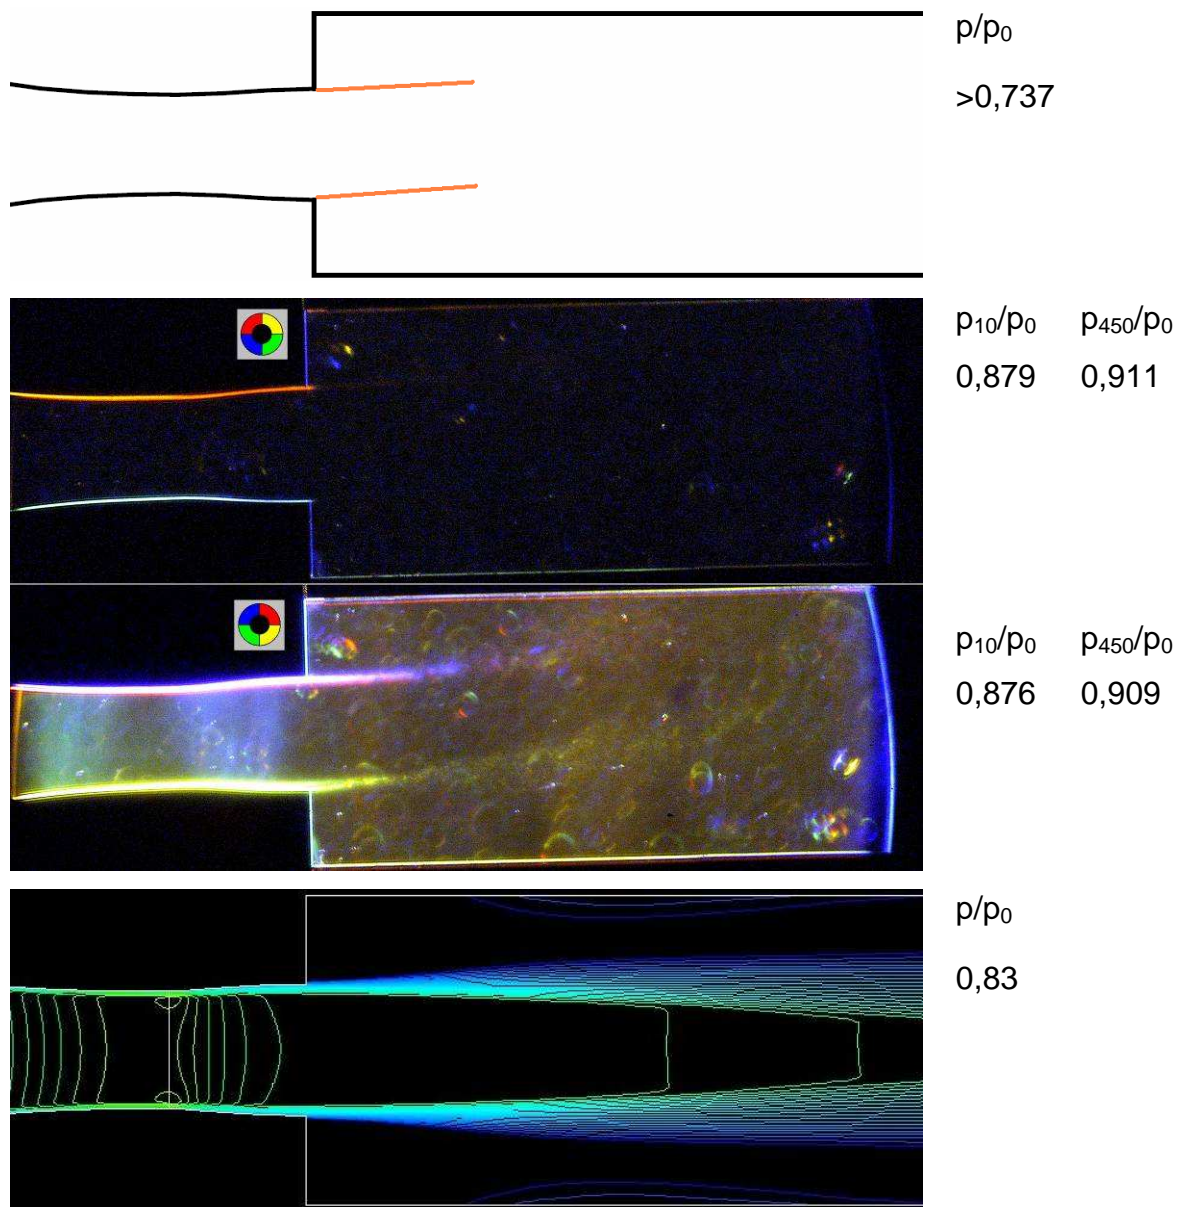 p/p₀
>0,737
p₁₀/p₀ p₄₅₀/p₀
0,879 0,911
p₁₀/p₀ p₄₅₀/p₀
0,876 0,909
p/p₀
0,83